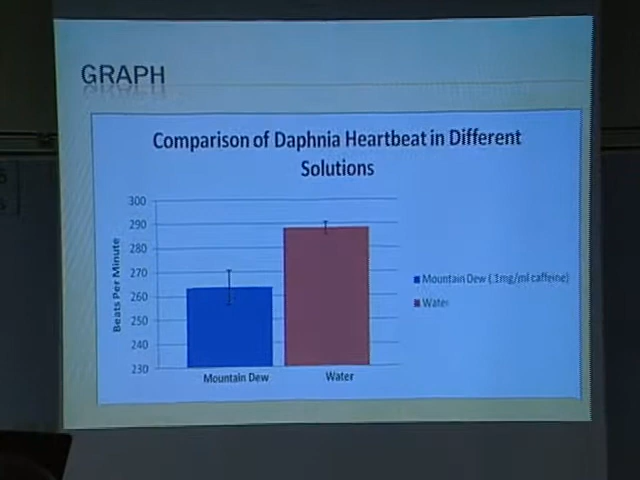 GRAPH
Comparison of Daphnia Heartbeat in Different
Solutions
300
290
280
270
260
250
240
230
Beats Per Minute
Mountain Dew
Water
Mountain Dew (.1mg/ml caffeine)
Water